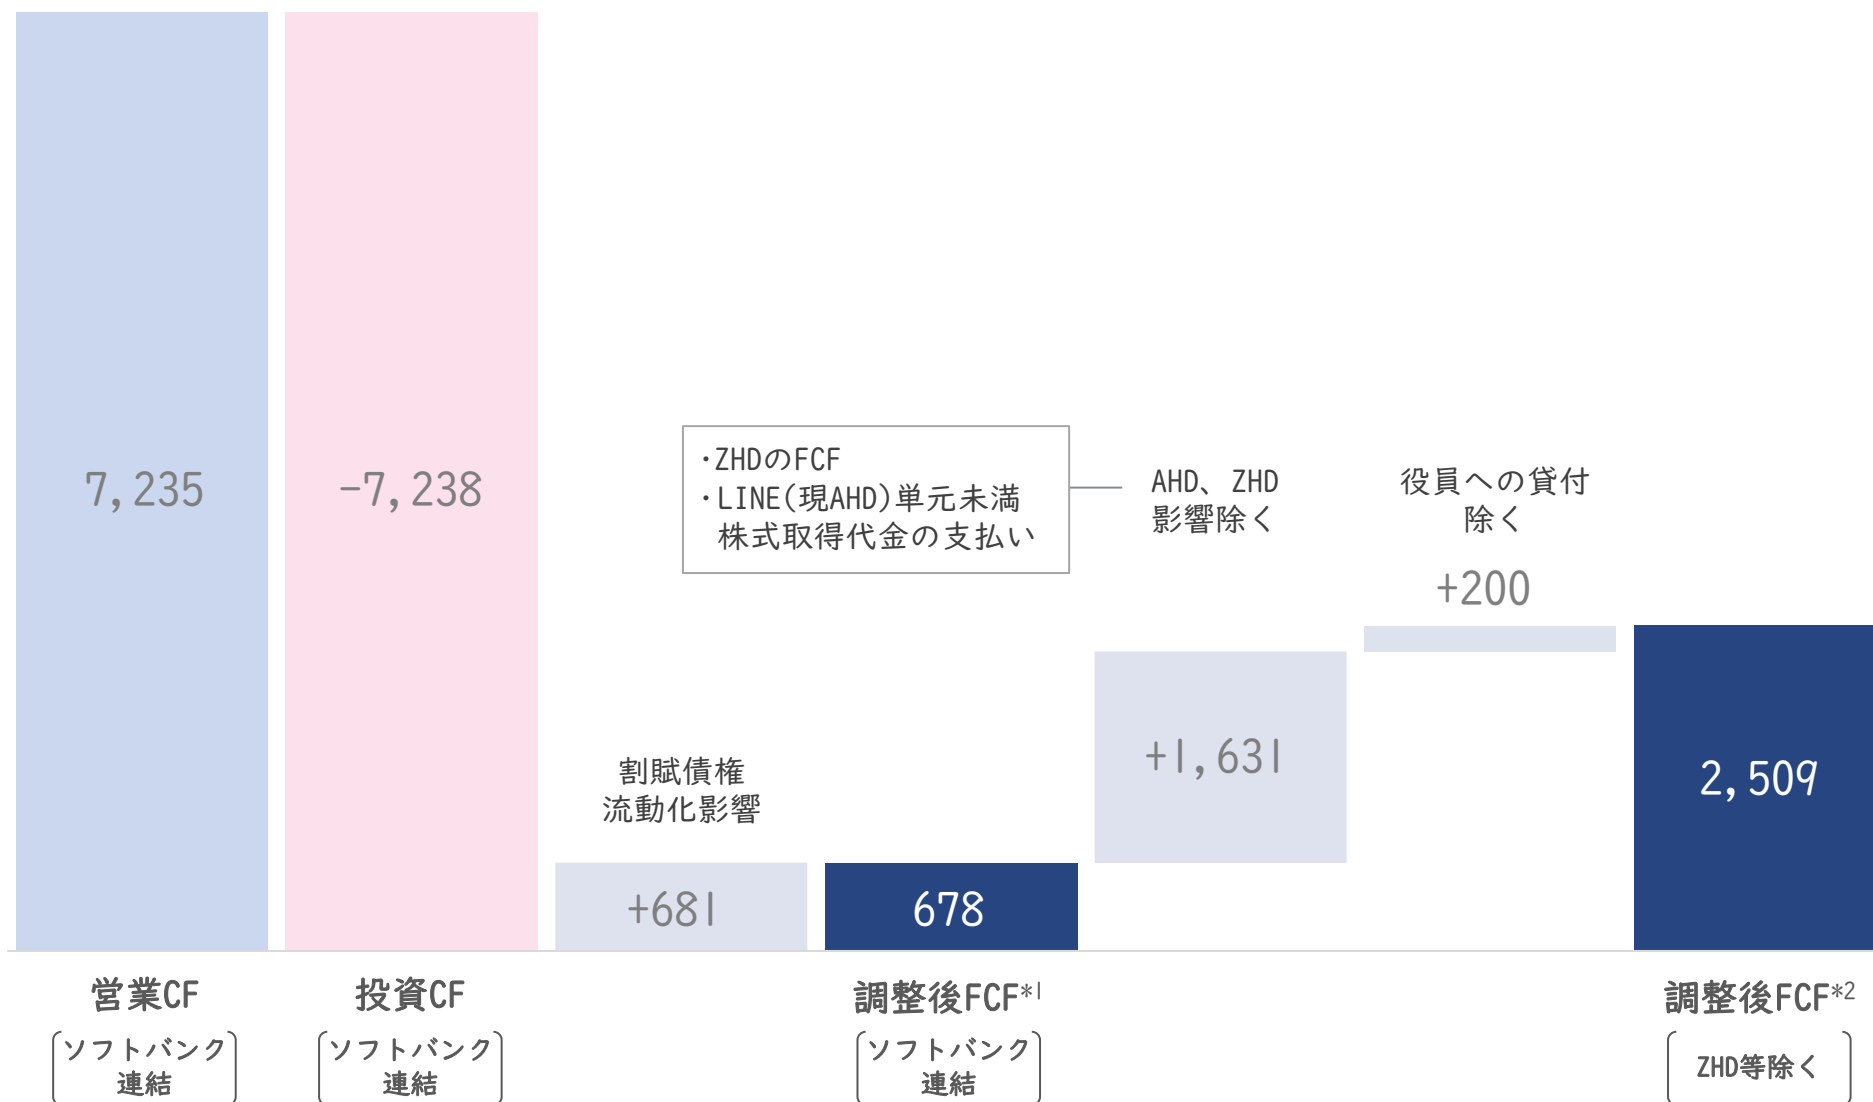 7,235
-7,238
・ZHDのFCF
・LINE(現AHD)単元未満
株式取得代金の支払い
AHD、ZHD
影響除く
役員への貸付
除く
+200
+1,631
2,509
割賦債権
流動化影響
+681
678
営業CF
投資CF
調整後FCF*1
調整後FCF*2
ソフトバンク
連結
ソフトバンク
連結
ソフトバンク
連結
ZHD等除く